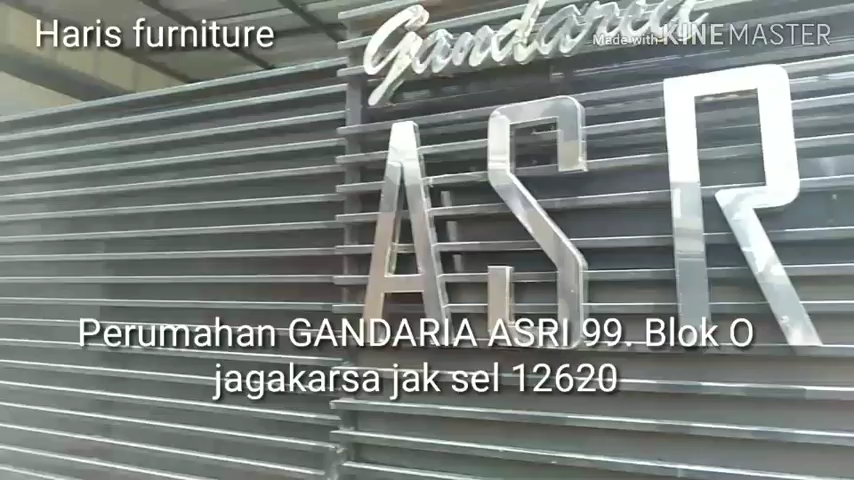 Haris furniture
Made with KINEMASTER
Gandaria
ASR
Perumahan GANDARIA ASRI 99. Blok O
jagakarsa jak sel 12620